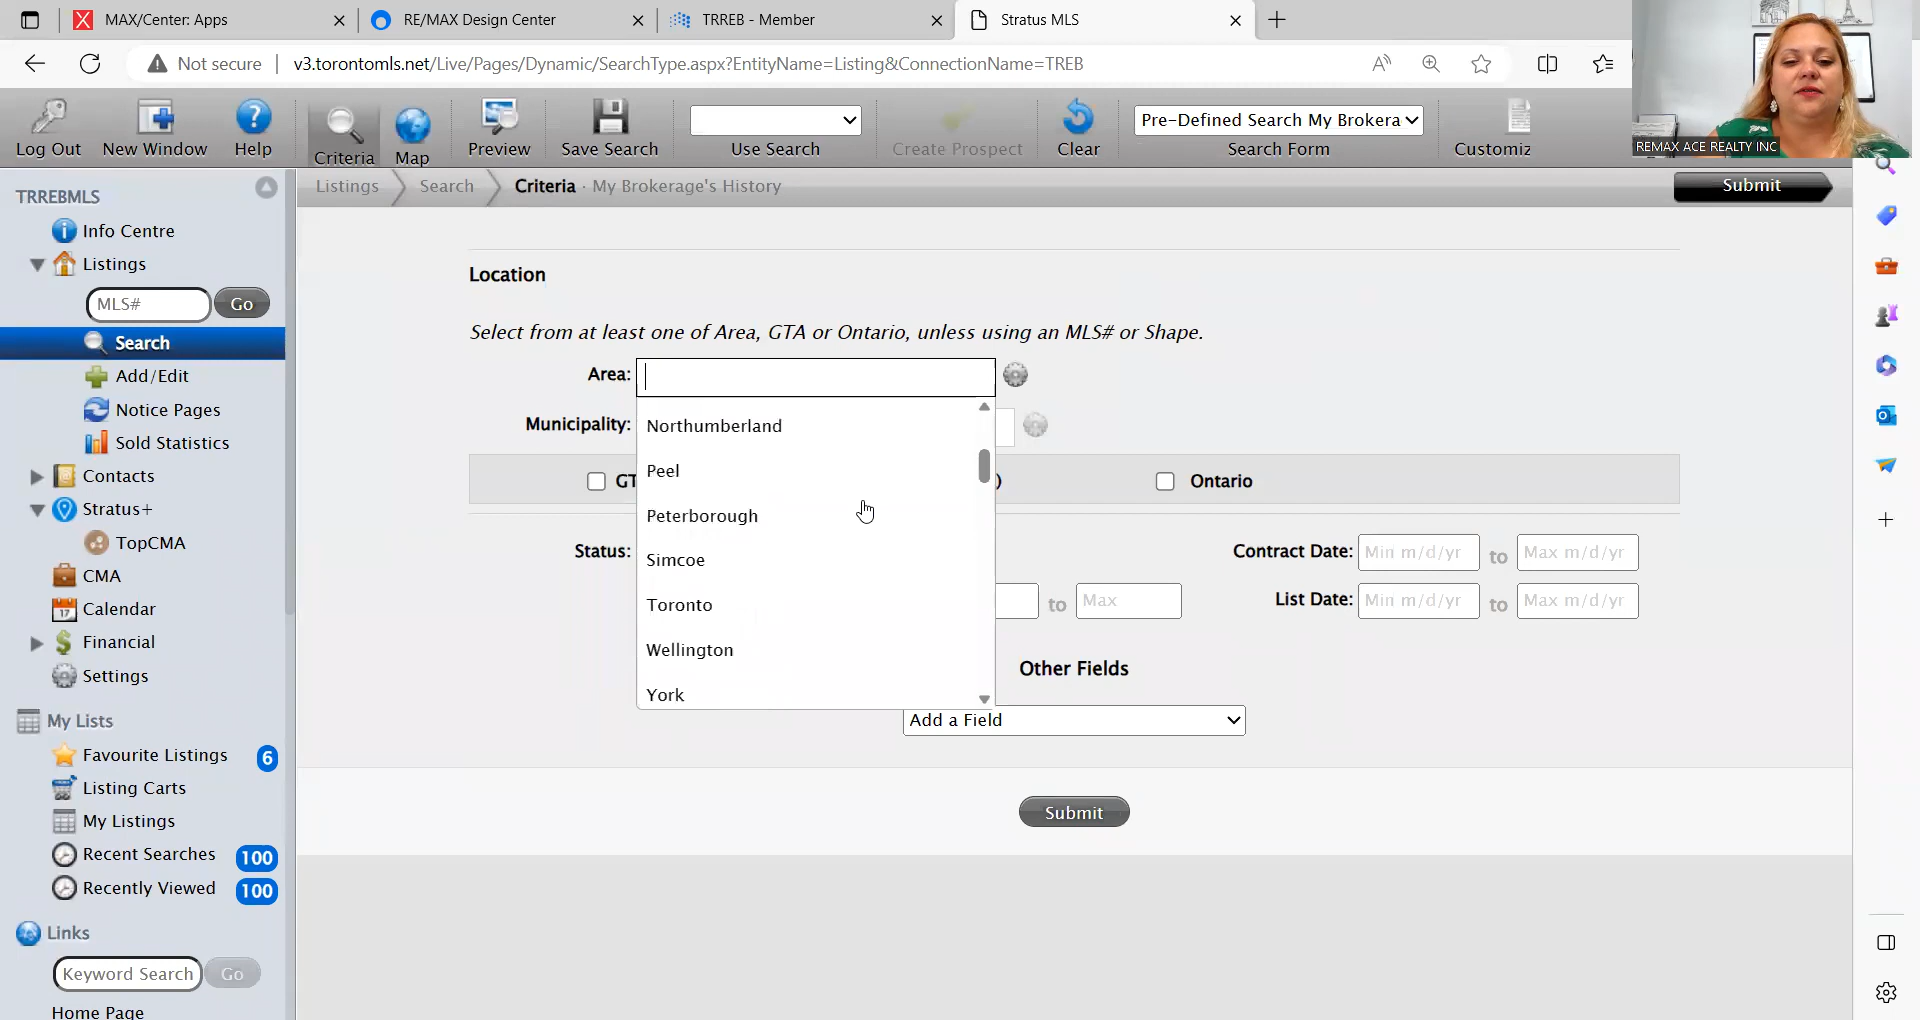 MAX/Center: Apps
RE/MAX Design Center
TRREB - Member
Stratus MLS
Not secure
v3.torontomls.net/Live/Pages/Dynamic/SearchType.aspx?EntityName=Listing&ConnectionName=TREB
REMAX ACE REALTY INC
Log Out
New Window
Help
Criteria
Map
Preview
Save Search
Use Search
Create Prospect
Clear
Pre-Defined Search My Brokera
Search Form
Customiz
TRREBMLS
Info Centre
Listings
MLS#
Go
Search
Add/Edit
Notice Pages
Sold Statistics
Contacts
Stratus+
TopCMA
CMA
17
Calendar
Financial
Settings
My Lists
Favourite Listings 6
Listing Carts
My Listings
Recent Searches 100
Recently Viewed 100
Links
Keyword Search
Go
Home Page
Listings
Search
Criteria · My Brokerage's History
Submit
Location
Select from at least one of Area, GTA or Ontario, unless using an MLS# or Shape.
Area:
Northumberland
Peel
Peterborough
Simcoe
Toronto
Wellington
York
Municipality:
GT
)
Ontario
Status:
to
Max
Contract Date: Min m/d/yr to Max m/d/yr
List Date: Min m/d/yr to Max m/d/yr
Other Fields
Add a Field
Submit